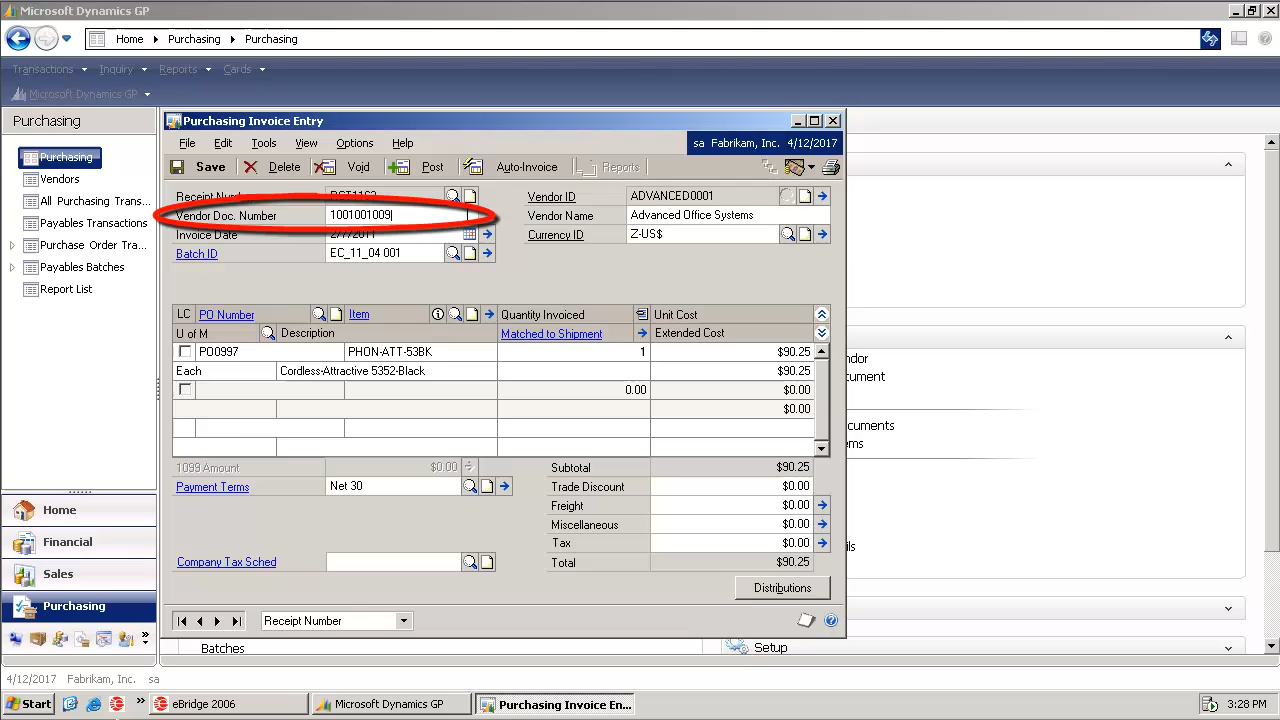 Microsoft Dynamics GP
Home Purchasing Purchasing
Transactions Inquiry Reports Cards
Microsoft Dynamics GP
Purchasing
Purchasing
Vendors
All Purchasing Trans...
Payables Transactions
Purchase Order Tra...
Payables Batches
Report List
Home
Financial
Sales
Purchasing
Purchasing Invoice Entry
File Edit Tools View Options Help
sa Fabrikam, Inc. 4/12/2017
Save Delete Void Post Auto-Invoice Reports
Vendor ID ADVANCED0001
Vendor Doc. Number 1001001009
Vendor Name Advanced Office Systems
Invoice Date 2/7/2011
Currency ID Z-US$
Batch ID EC_11_04 001
LC PO Number Item Quantity Invoiced Unit Cost
U of M Description Matched to Shipment Extended Cost
PO0997 PHON-ATT-53BK 1 $90.25
Each Cordless-Attractive 5352-Black $90.25
0.00 $0.00
$0.00
1099 Amount $0.00 Subtotal $90.25
Payment Terms Net 30 Trade Discount $0.00
Freight $0.00
Miscellaneous $0.00
Tax $0.00
Company Tax Sched Total $90.25
Distributions
Receipt Number
Batches
Setup
4/12/2017 Fabrikam, Inc. sa
Start eBridge 2006 Microsoft Dynamics GP Purchasing Invoice En... 3:28 PM